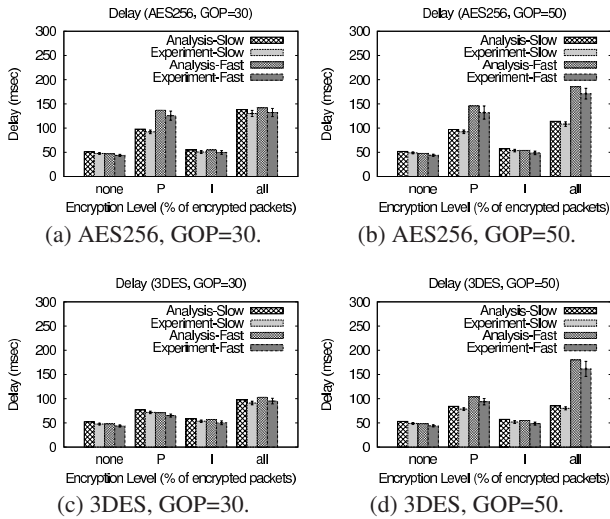 Delay (AES256, GOP=30)
Delay (msec)
300
250
200
150
100
50
0
Analysis-Slow
Experiment-Slow
Analysis-Fast
Experiment-Fast
none P I all
Encryption Level (% of encrypted packets)
(a) AES256, GOP=30.
Delay (AES256, GOP=50)
Delay (msec)
300
250
200
150
100
50
0
Analysis-Slow
Experiment-Slow
Analysis-Fast
Experiment-Fast
none P I all
Encryption Level (% of encrypted packets)
(b) AES256, GOP=50.
Delay (3DES, GOP=30)
Delay (msec)
300
250
200
150
100
50
0
Analysis-Slow
Experiment-Slow
Analysis-Fast
Experiment-Fast
none P I all
Encryption Level (% of encrypted packets)
(c) 3DES, GOP=30.
Delay (3DES, GOP=50)
Delay (msec)
300
250
200
150
100
50
0
Analysis-Slow
Experiment-Slow
Analysis-Fast
Experiment-Fast
none P I all
Encryption Level (% of encrypted packets)
(d) 3DES, GOP=50.